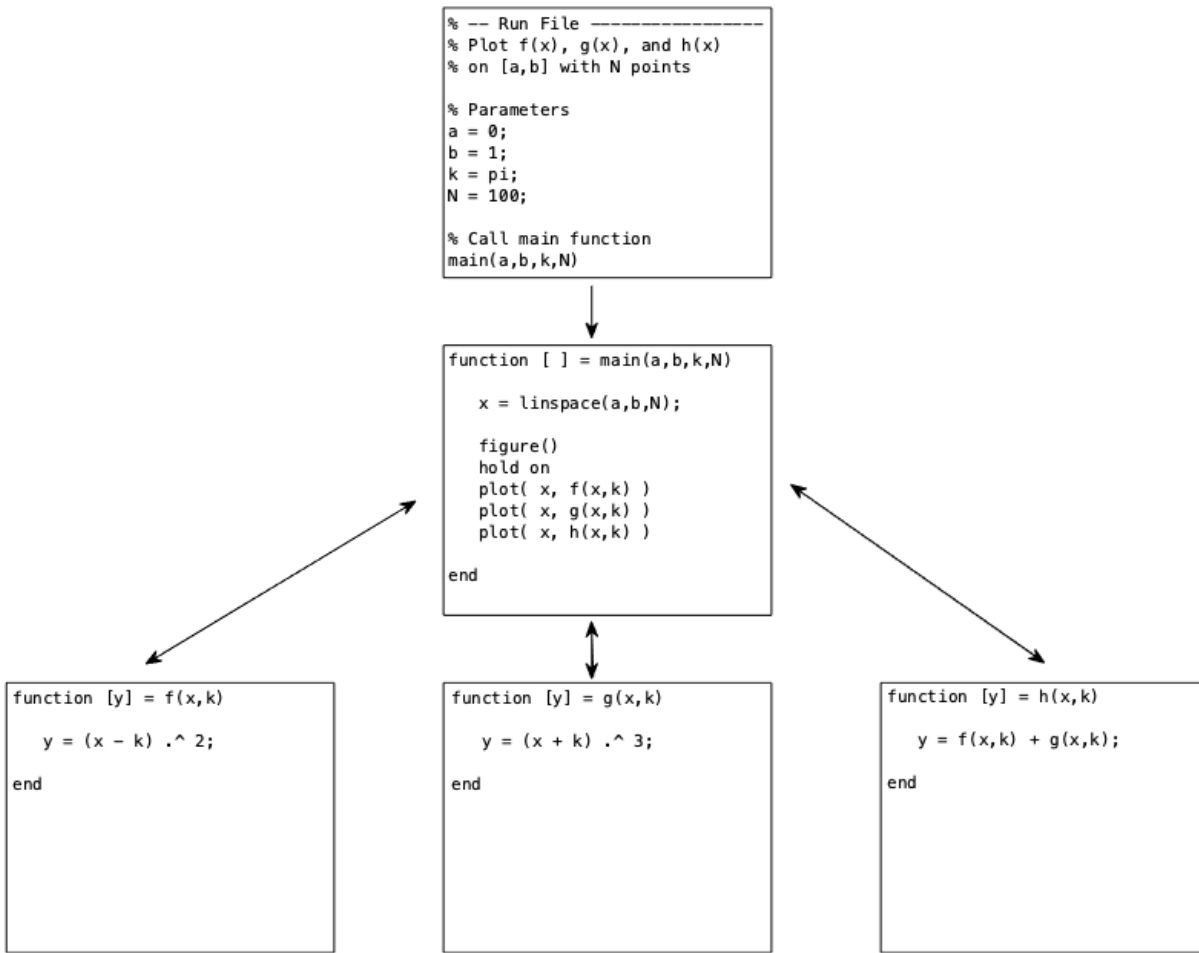 % -- Run File -----------------
% Plot f(x), g(x), and h(x)
% on [a,b] with N points
% Parameters
a = 0;
b = 1;
k = pi;
N = 100;
% Call main function
main(a,b,k,N)
function [ ] = main(a,b,k,N)
x = linspace(a,b,N);
figure()
hold on
plot( x, f(x,k) )
plot( x, g(x,k) )
plot( x, h(x,k) )
end
function [y] = f(x,k)
y = (x - k) .^ 2;
end
function [y] = g(x,k)
y = (x + k) .^ 3;
end
function [y] = h(x,k)
y = f(x,k) + g(x,k);
end